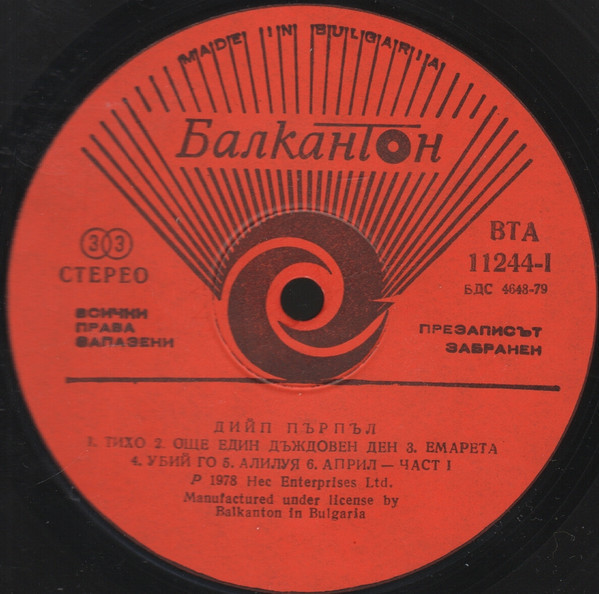 MADE IN BULGARIA
Балкантон
33
СТЕРЕО
ВТА
11244-I
БДС 4648-79
ВСИЧКИ
ПРАВА
ЗАПАЗЕНИ
ПРЕЗАПИСЪТ
ЗАБРАНЕН
ДИЙП ПЪРПЪЛ
1. ТИХО 2. ОЩЕ ЕДИН ДЪЖДОВЕН ДЕН 3. ЕМАРЕТА
4. УБИЙ ГО 5. АЛИЛУЯ 6. АПРИЛ — ЧАСТ I
P 1978 Hec Enterprises Ltd.
Manufactured under license by
Balkanton in Bulgaria